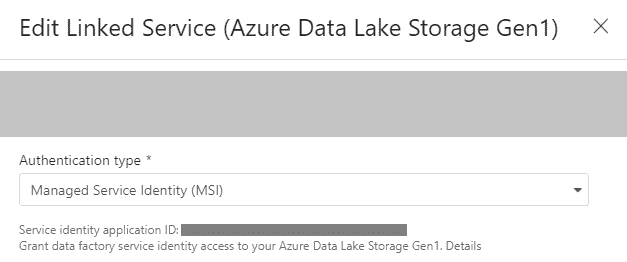 Edit Linked Service (Azure Data Lake Storage Gen1)
Authentication type *
Managed Service Identity (MSI)
Service identity application ID:
Grant data factory service identity access to your Azure Data Lake Storage Gen1. Details